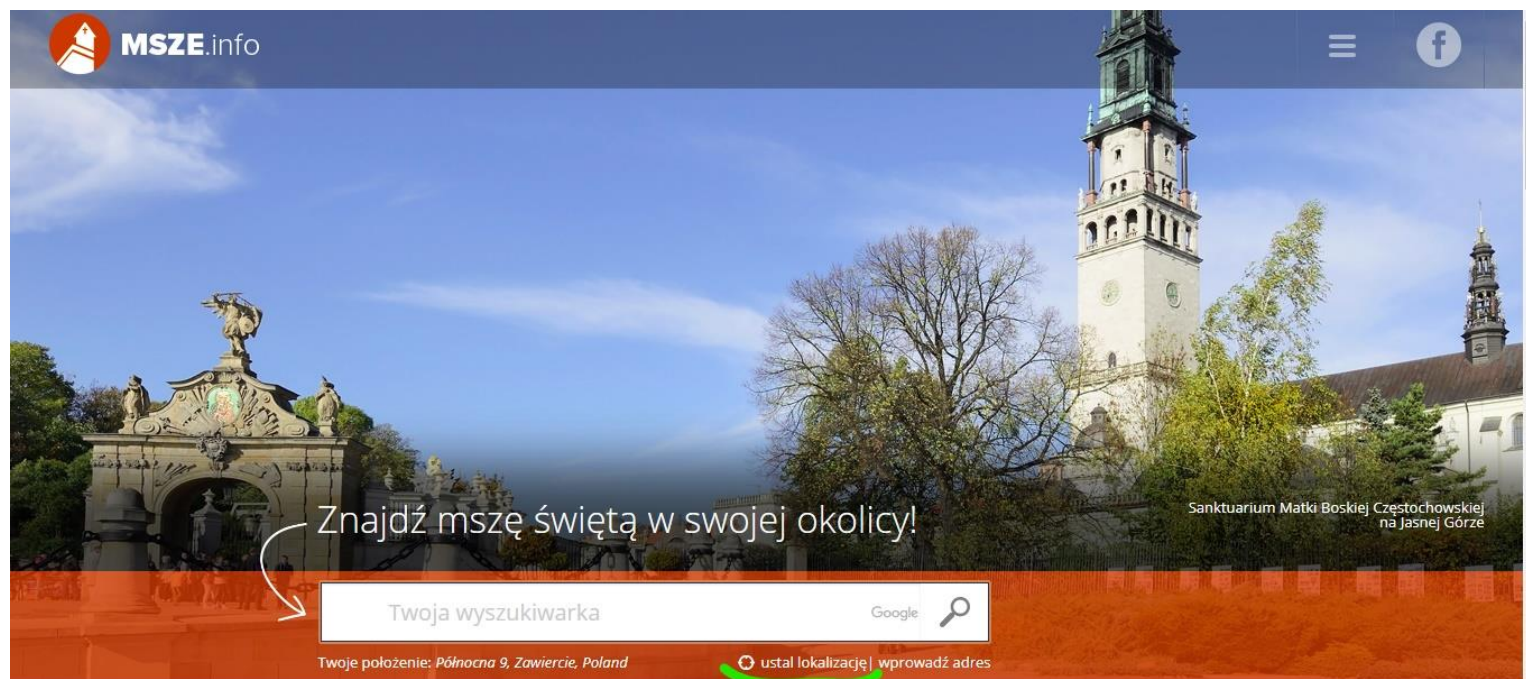 MSZE.info
Znajdź mszę świętą w swojej okolicy!
Sanktuarium Matki Boskiej Częstochowskiej
na Jasnej Górze
Twoja wyszukiwarka Google
Twoje położenie: Północna 9, Zawiercie, Poland ustal lokalizację| wprowadź adres